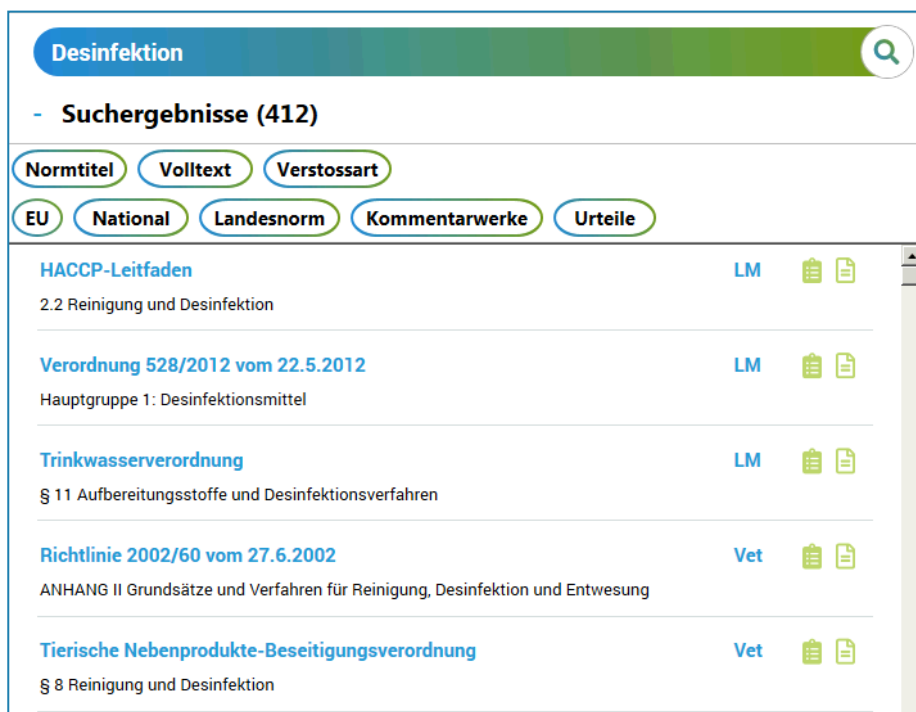 Desinfektion
- Suchergebnisse (412)
Normtitel Volltext Verstossart
EU National Landesnorm Kommentarwerke Urteile
HACCP-Leitfaden LM
2.2 Reinigung und Desinfektion
Verordnung 528/2012 vom 22.5.2012 LM
Hauptgruppe 1: Desinfektionsmittel
Trinkwasserverordnung LM
§ 11 Aufbereitungsstoffe und Desinfektionsverfahren
Richtlinie 2002/60 vom 27.6.2002 Vet
ANHANG II Grundsätze und Verfahren für Reinigung, Desinfektion und Entwesung
Tierische Nebenprodukte-Beseitigungsverordnung Vet
§ 8 Reinigung und Desinfektion